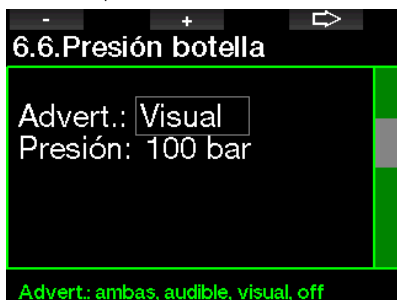 - +
6.6.Presión botella
Advert.: Visual
Presión: 100 bar
Advert.: ambas, audible, visual, off